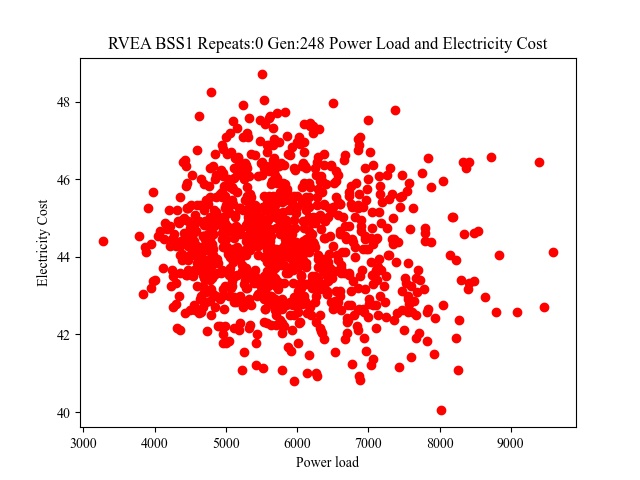 RVEA BSS1 Repeats:0 Gen:248 Power Load and Electricity Cost
48
46
44
42
40
Electricity Cost
3000 4000 5000 6000 7000 8000 9000
Power load